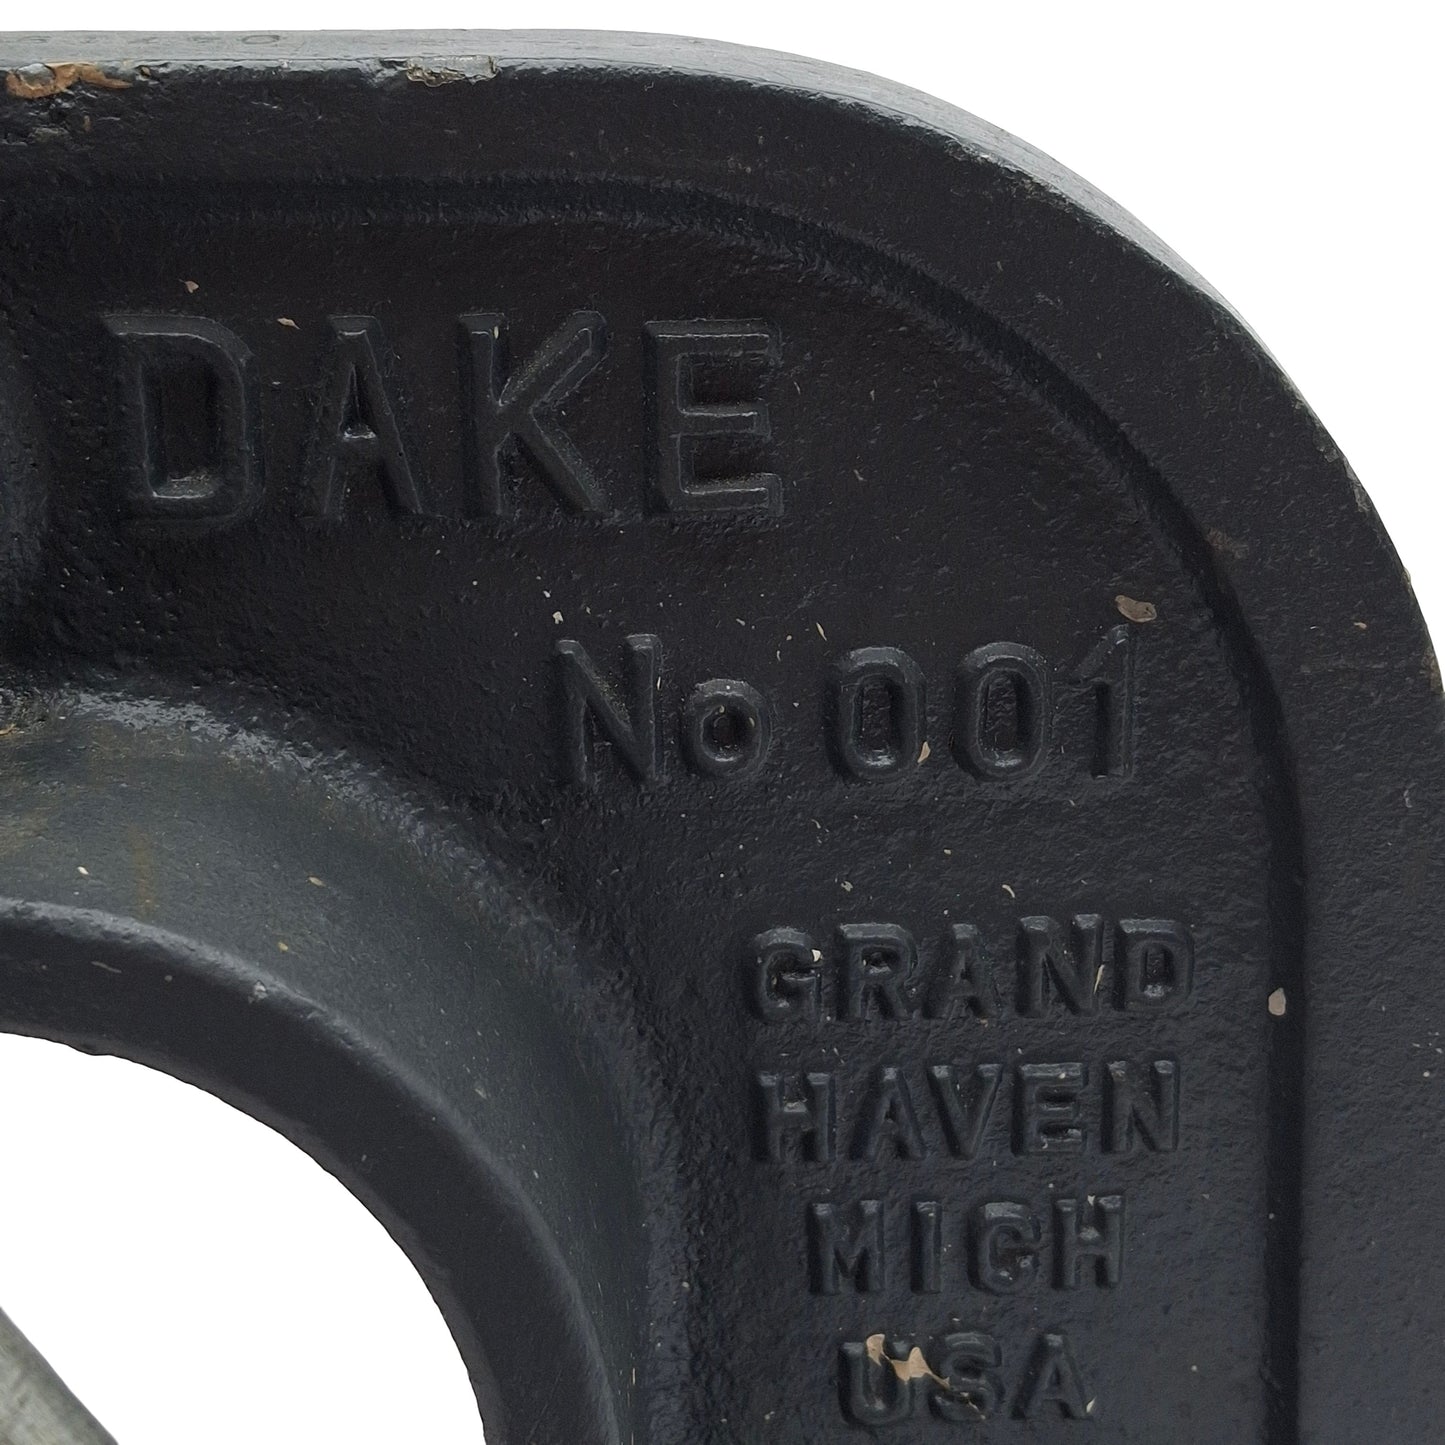 DAKE
No 001
GRAND
HAVEN
MICH
USA